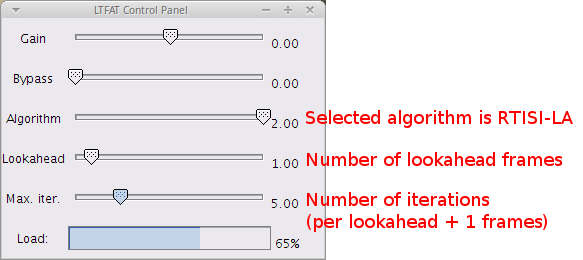 LTFAT Control Panel
Gain 0.00
Bypass 0.00
Algorithm 2.00 Selected algorithm is RTISI-LA
Lookahead 1.00 Number of lookahead frames
Max. iter. 5.00 Number of iterations
(per lookahead + 1 frames)
Load: 65%